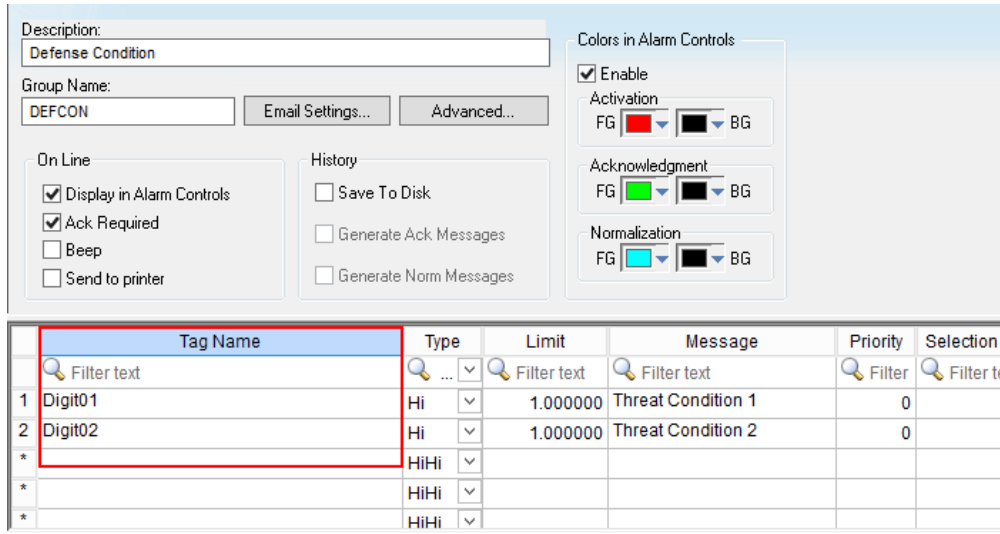 Description:
Defense Condition
Group Name:
DEFCON
Email Settings...
Advanced...
On Line
Display in Alarm Controls
Ack Required
Beep
Send to printer
History
Save To Disk
Generate Ack Messages
Generate Norm Messages
Colors in Alarm Controls
Enable
Activation
FG BG
Acknowledgment
FG BG
Normalization
FG BG
Tag Name Type Limit Message Priority Selection
Filter text ... Filter text Filter text Filter Filter te
1 Digit01 Hi 1.000000 Threat Condition 1 0
2 Digit02 Hi 1.000000 Threat Condition 2 0
* HiHi
* HiHi
* HiHi